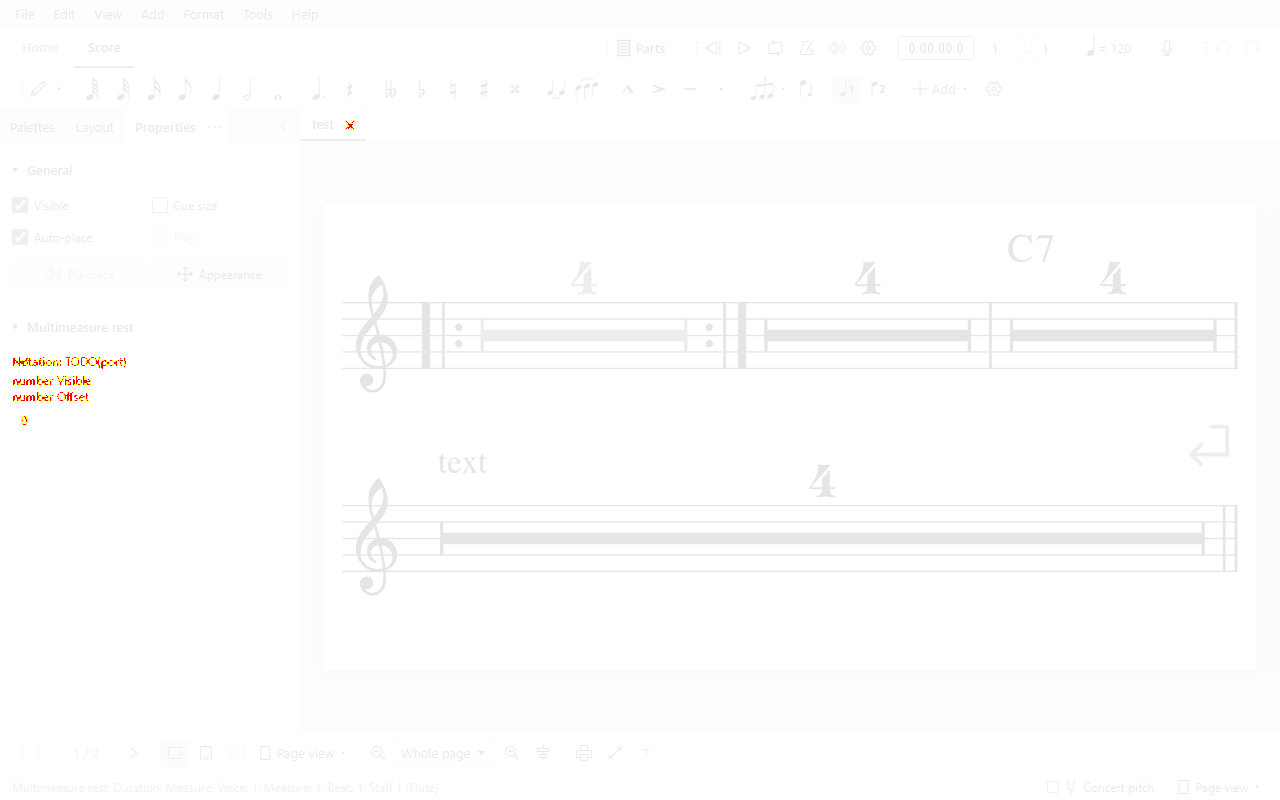 File Edit View Add Format Tools Help
Home Score Parts 0:00:00.0 1 . 1 = 120
Add
Palettes Layout Properties test
General
Visible Cue size
Auto-place Play
Playback Appearance
Multimeasure rest
number Visible
number Offset
0
C7
4 4 4
text
4
1 / 2 Page view Whole page ?
Multimeasure rest; Duration: Measure; Voice: 1; Measure: 1; Beat: 1; Staff 1 (Flute) Concert pitch Page view